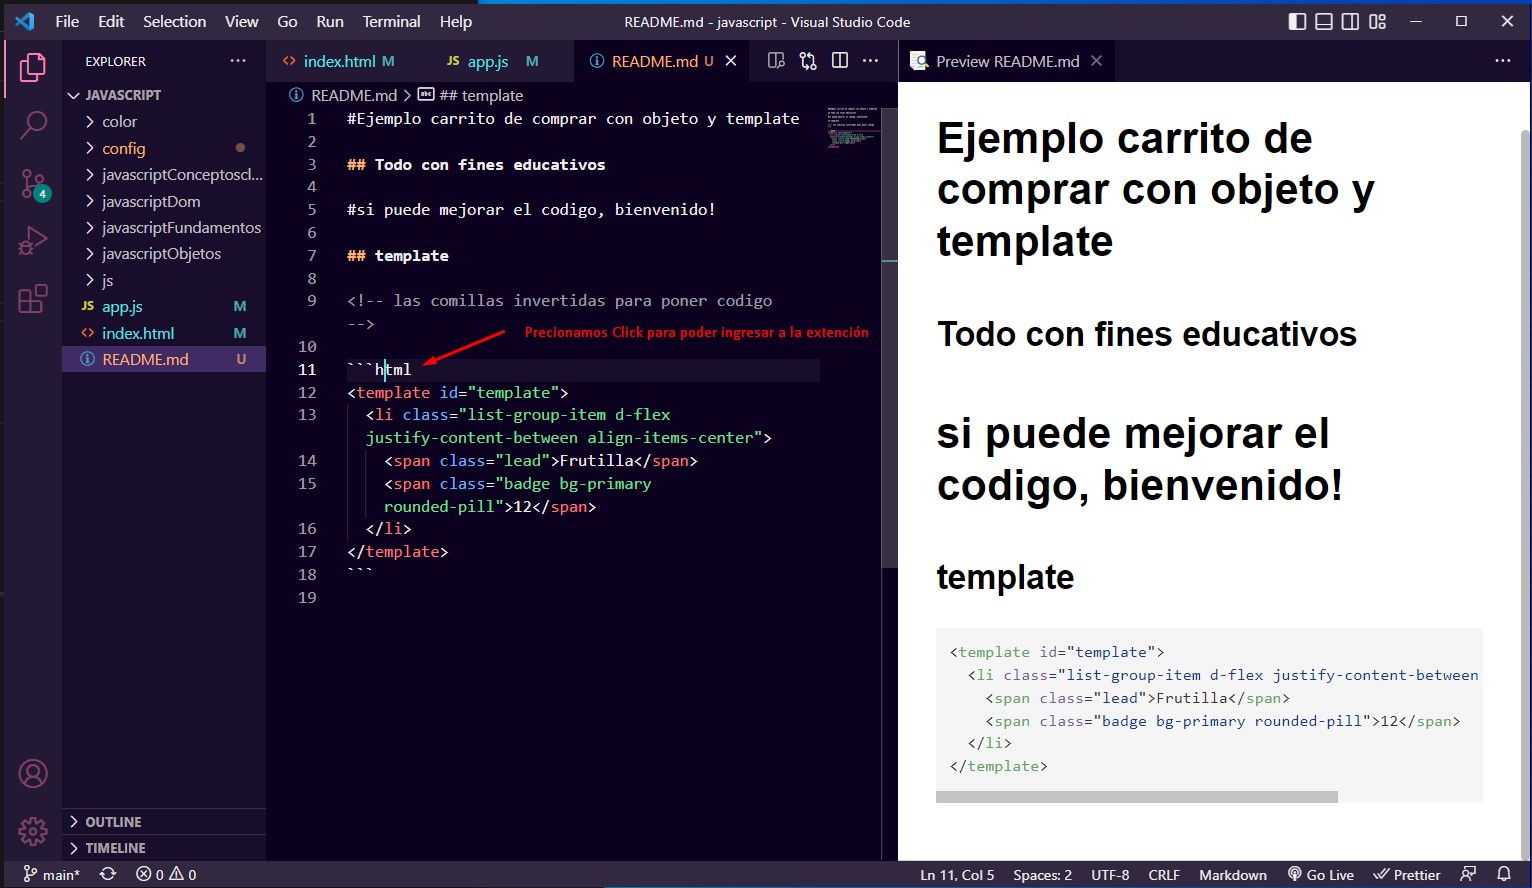 File Edit Selection View Go Run Terminal Help README.md - javascript - Visual Studio Code
EXPLORER
JAVASCRIPT
color
config
javascriptConceptoscl...
javascriptDom
javascriptFundamentos
javascriptObjetos
js
JS app.js M
index.html M
README.md U
OUTLINE
TIMELINE
4
index.html M JS app.js M README.md U
README.md > ## template
1 #Ejemplo carrito de comprar con objeto y template
2
3 ## Todo con fines educativos
4
5 #si puede mejorar el codigo, bienvenido!
6
7 ## template
8
9 <!-- las comillas invertidas para poner codigo
-->
Precionamos Click para poder ingresar a la extención
10
11 ```html
12 <template id="template">
13 <li class="list-group-item d-flex
justify-content-between align-items-center">
14 <span class="lead">Frutilla</span>
15 <span class="badge bg-primary
rounded-pill">12</span>
16 </li>
17 </template>
18 ```
19
Preview README.md
Ejemplo carrito de
comprar con objeto y
template
Todo con fines educativos
si puede mejorar el
codigo, bienvenido!
template
<template id="template">
<li class="list-group-item d-flex justify-content-between
<span class="lead">Frutilla</span>
<span class="badge bg-primary rounded-pill">12</span>
</li>
</template>
main* 0 0 Ln 11, Col 5 Spaces: 2 UTF-8 CRLF Markdown Go Live Prettier